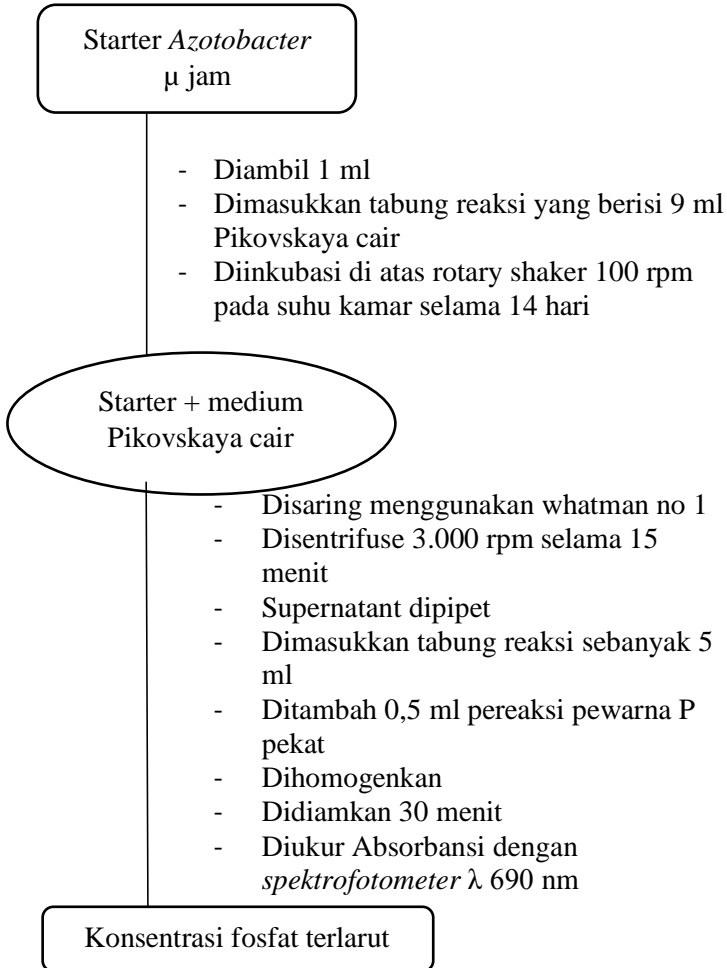 Starter Azotobacter
µ jam
- Diambil 1 ml
- Dimasukkan tabung reaksi yang berisi 9 ml
Pikovskaya cair
- Diinkubasi di atas rotary shaker 100 rpm
pada suhu kamar selama 14 hari
Starter + medium
Pikovskaya cair
- Disaring menggunakan whatman no 1
- Disentrifuse 3.000 rpm selama 15
menit
- Supernatant dipipet
- Dimasukkan tabung reaksi sebanyak 5
ml
- Ditambah 0,5 ml pereaksi pewarna P
pekat
- Dihomogenkan
- Didiamkan 30 menit
- Diukur Absorbansi dengan
spektrofotometer λ 690 nm
Konsentrasi fosfat terlarut